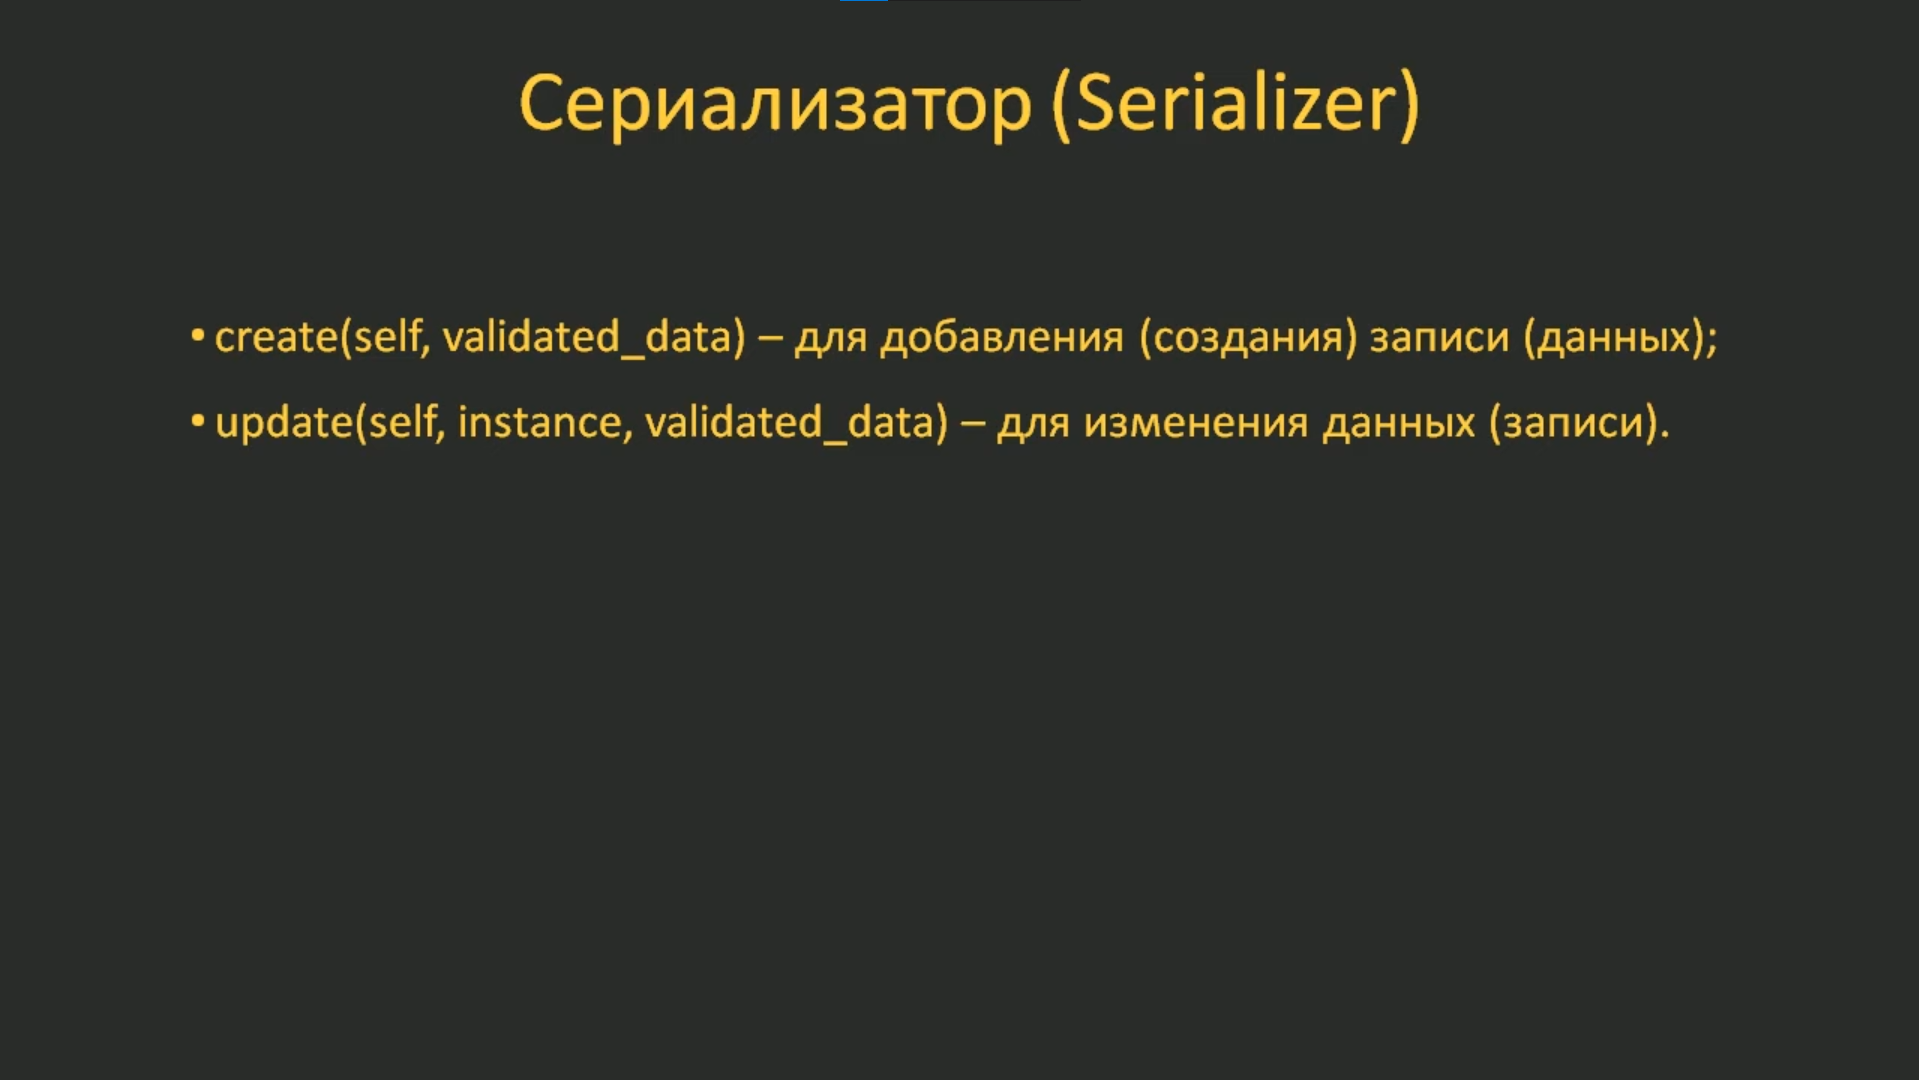 Сериализатор (Serializer)
• create(self, validated_data) – для добавления (создания) записи (данных);
• update(self, instance, validated_data) – для изменения данных (записи).